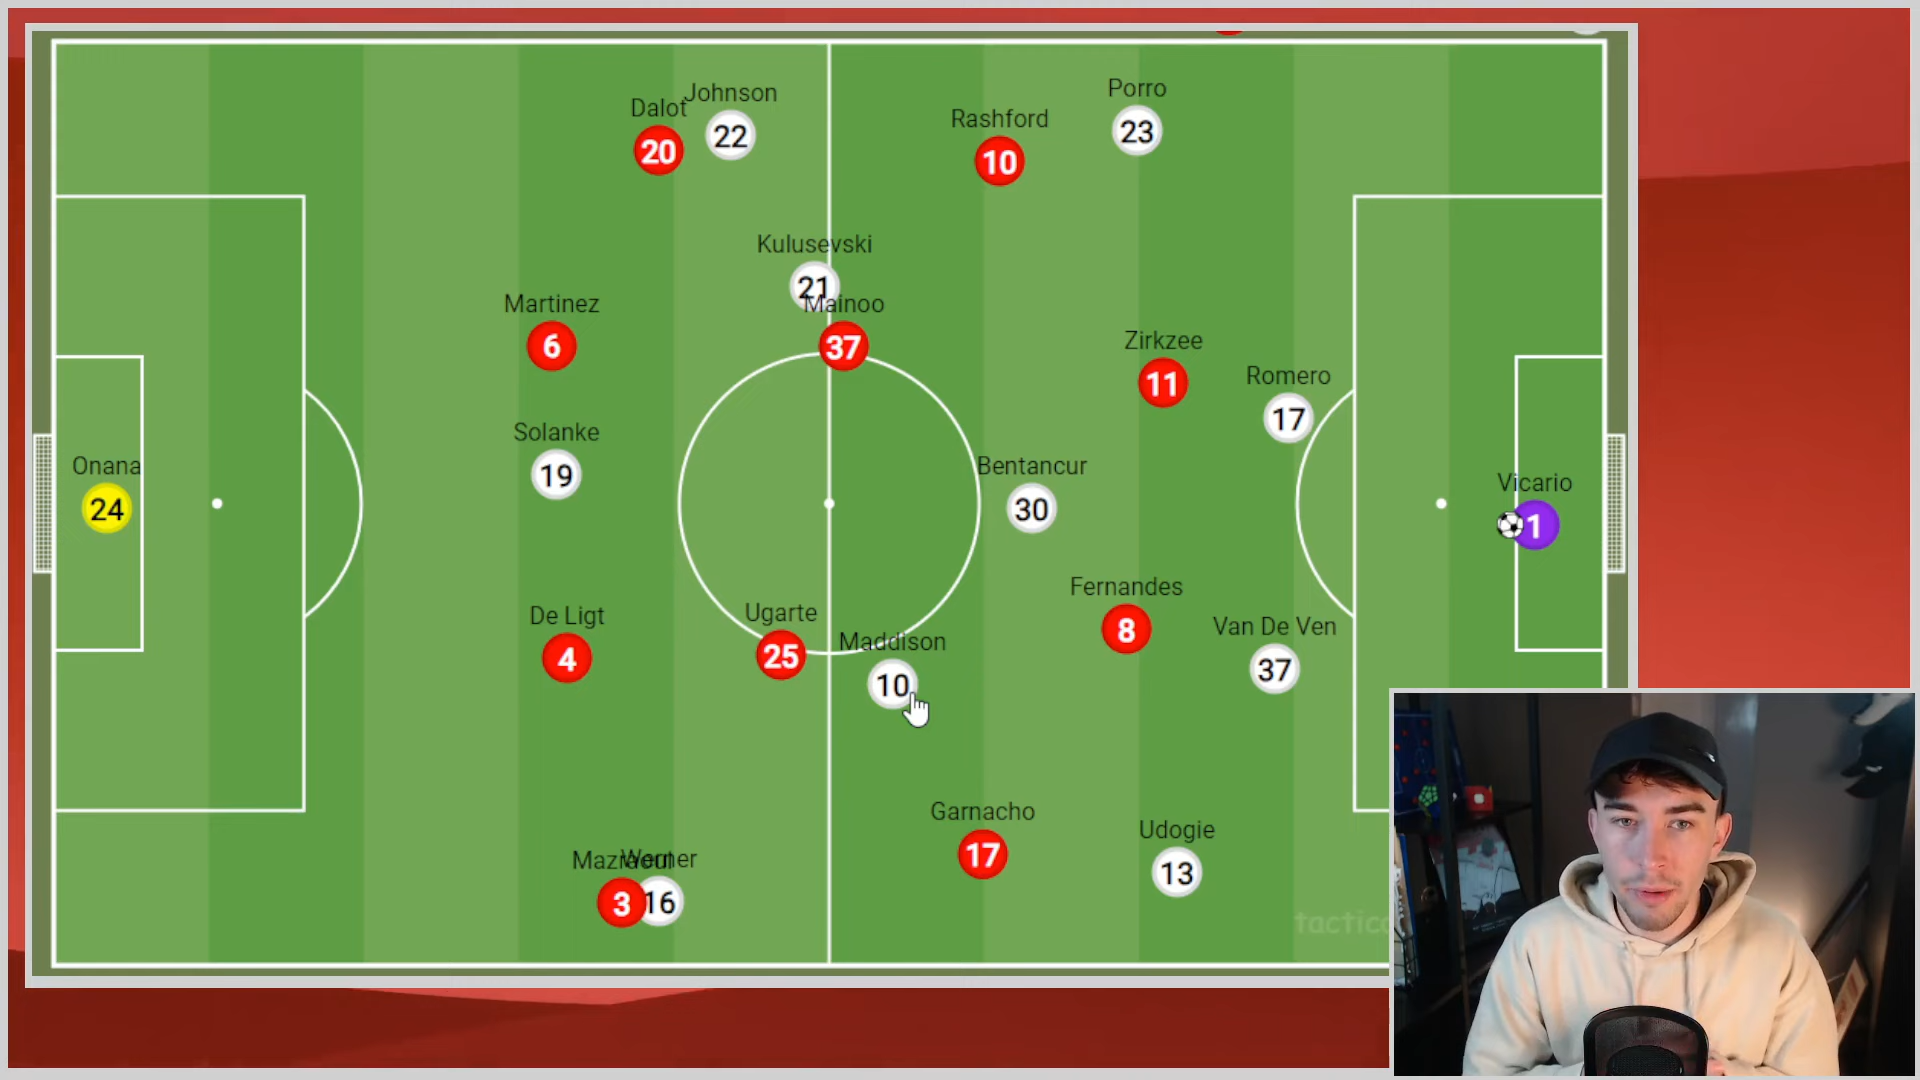 Johnson
22
Dalot
20
Porro
23
Rashford
10
Kulusevski
21
Mainoo
37
Martinez
6
Zirkzee
11
Romero
17
Solanke
19
Onana
24
Bentancur
30
Vicario
1
Fernandes
8
De Ligt
4
Ugarte
25
Maddison
10
Van De Ven
37
Garnacho
17
Udogie
13
Mazraoui
3
Werner
16
tactic